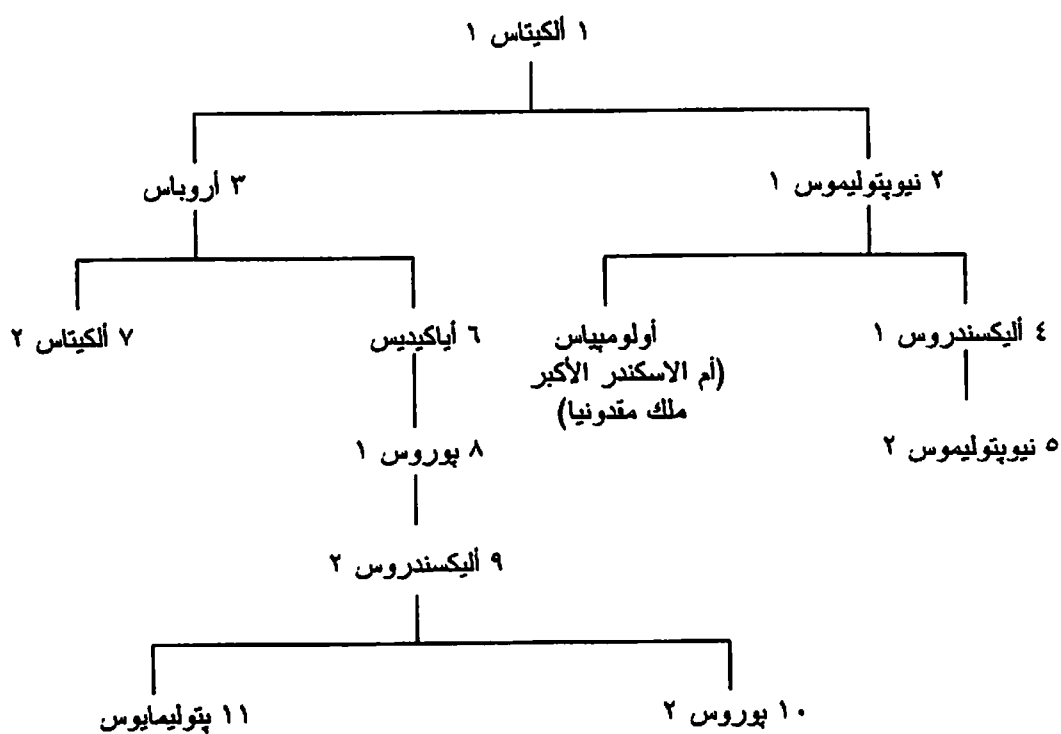 ١ ألكيتاس ١
٢ نيوپتوليموس ١
٣ أروباس
٤ أليكسندروس ١
أولومپياس
(أم الاسكندر الأكبر
ملك مقدونيا)
٦ أياكيديس
٧ ألكيتاس ٢
٥ نيوپتوليموس ٢
٨ پوروس ١
٩ أليكسندروس ٢
١٠ پوروس ٢
١١ پتوليمايوس